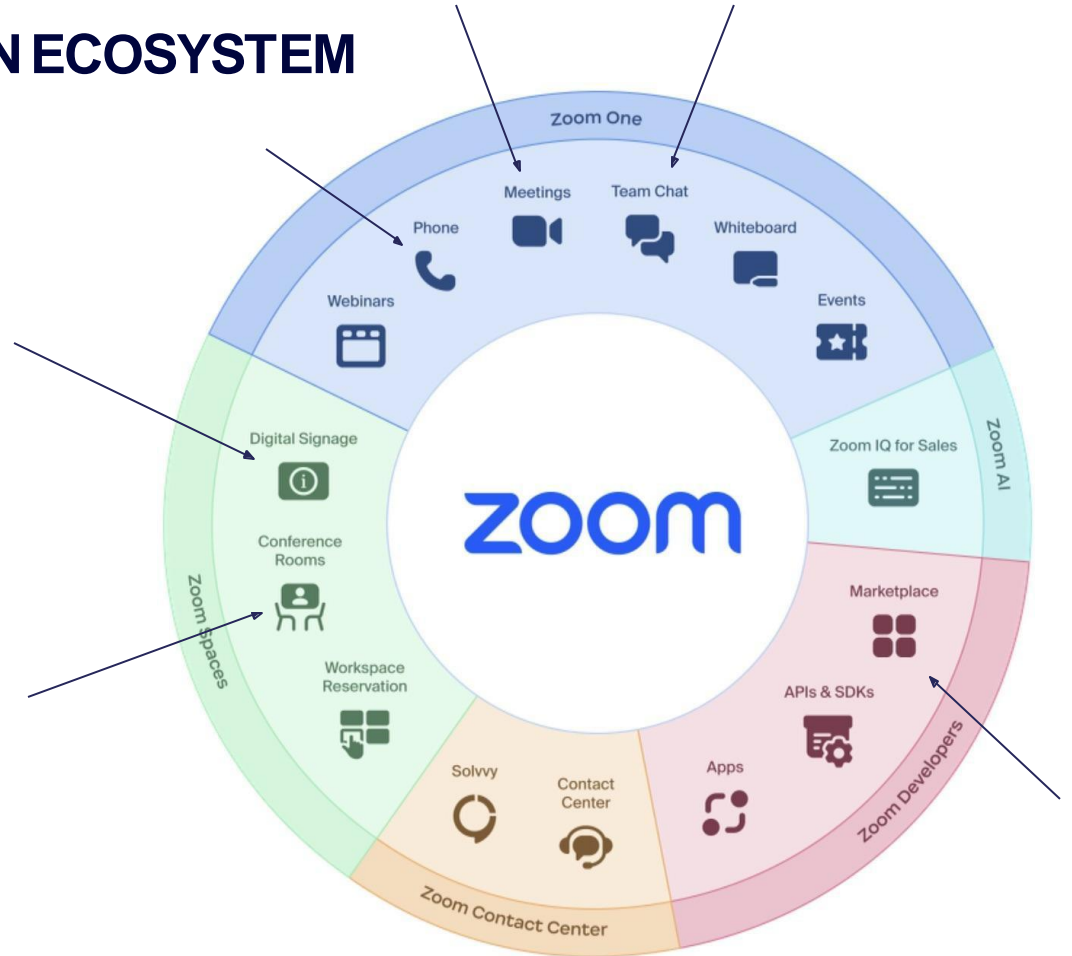 N ECOSYSTEM
Zoom One
Meetings
Team Chat
Phone
Whiteboard
Webinars
Events
Digital Signage
Zoom IQ for Sales
Zoom AI
Conference
Rooms
zoom
Zoom Spaces
Marketplace
Workspace
Reservation
APIs & SDKs
Zoom Developers
Solvvy
Contact
Center
Apps
Zoom Contact Center